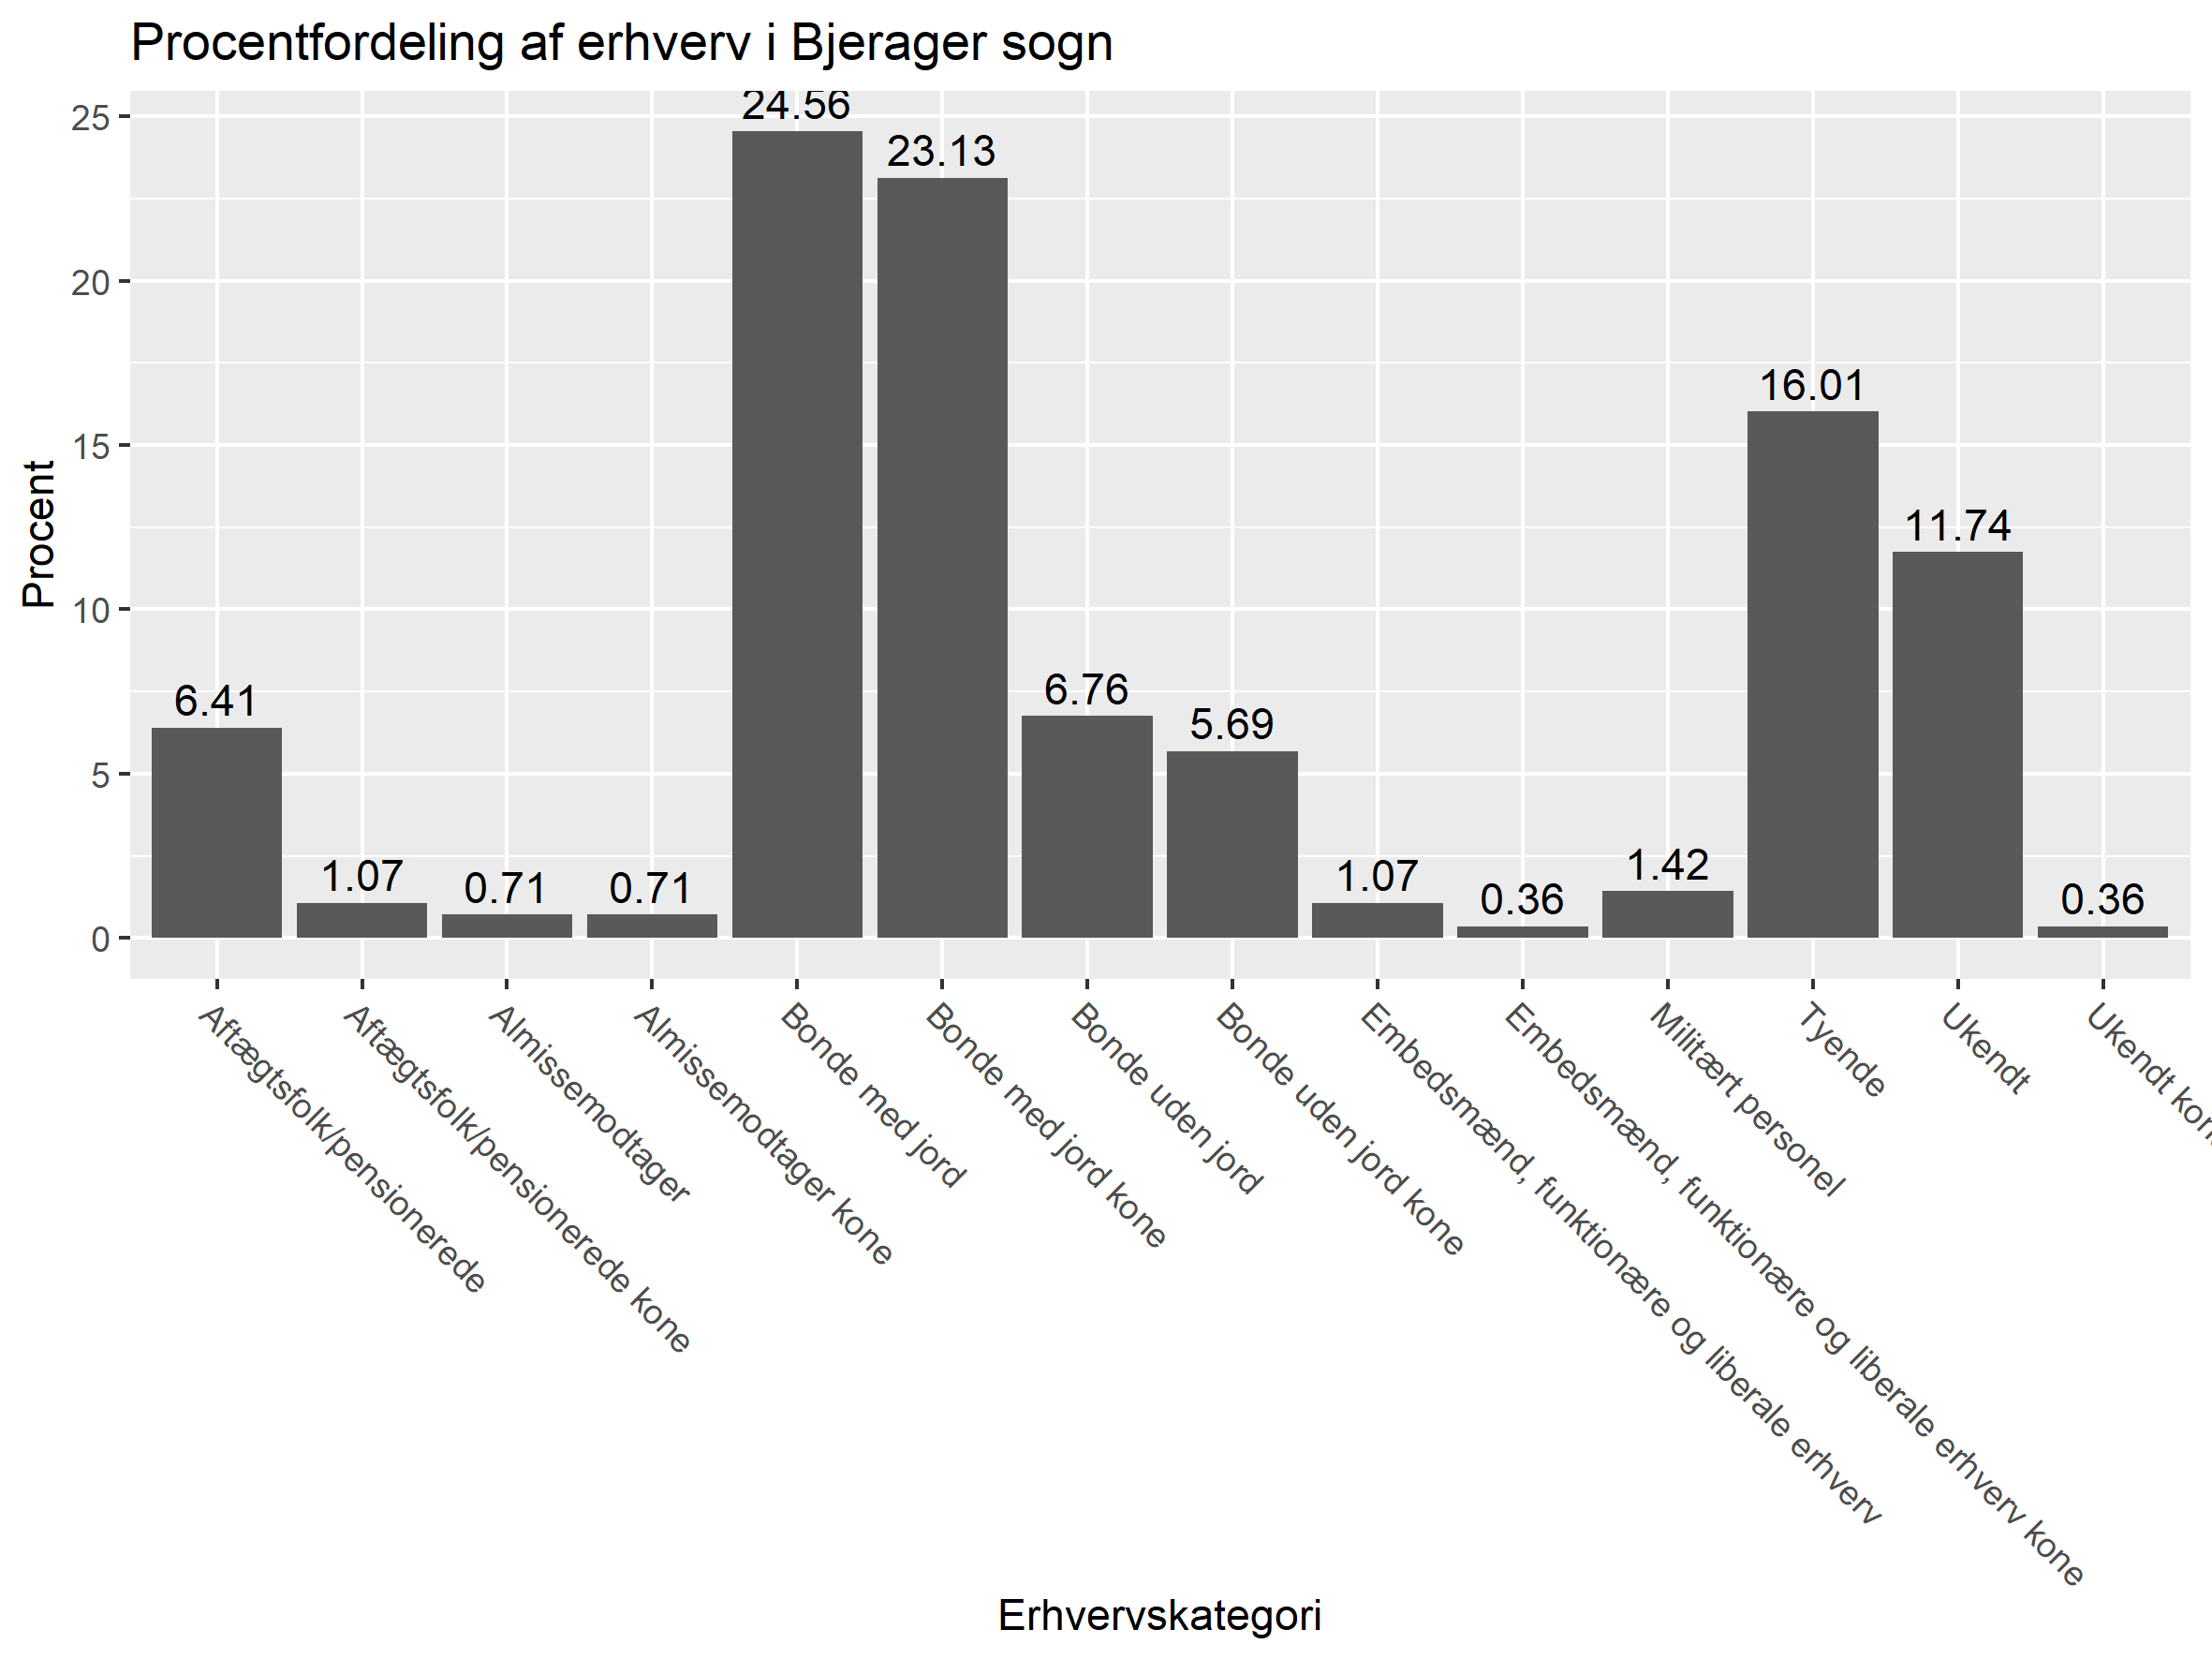 Procentfordeling af erhverv i Bjerager sogn
Procent
25
20
15
10
5
0
6.41
1.07
0.71
0.71
24.56
23.13
6.76
5.69
1.07
0.36
1.42
16.01
11.74
0.36
Aftægtsfolk/pensionerede
Aftægtsfolk/pensionerede kone
Almissemodtager
Almissemodtager kone
Bonde med jord
Bonde med jord kone
Bonde uden jord
Bonde uden jord kone
Embedsmænd, funktionære og liberale erhverv
Embedsmænd, funktionære og liberale erhverv kone
Militært personel
Tyende
Ukendt
Ukendt kone
Erhvervskategori